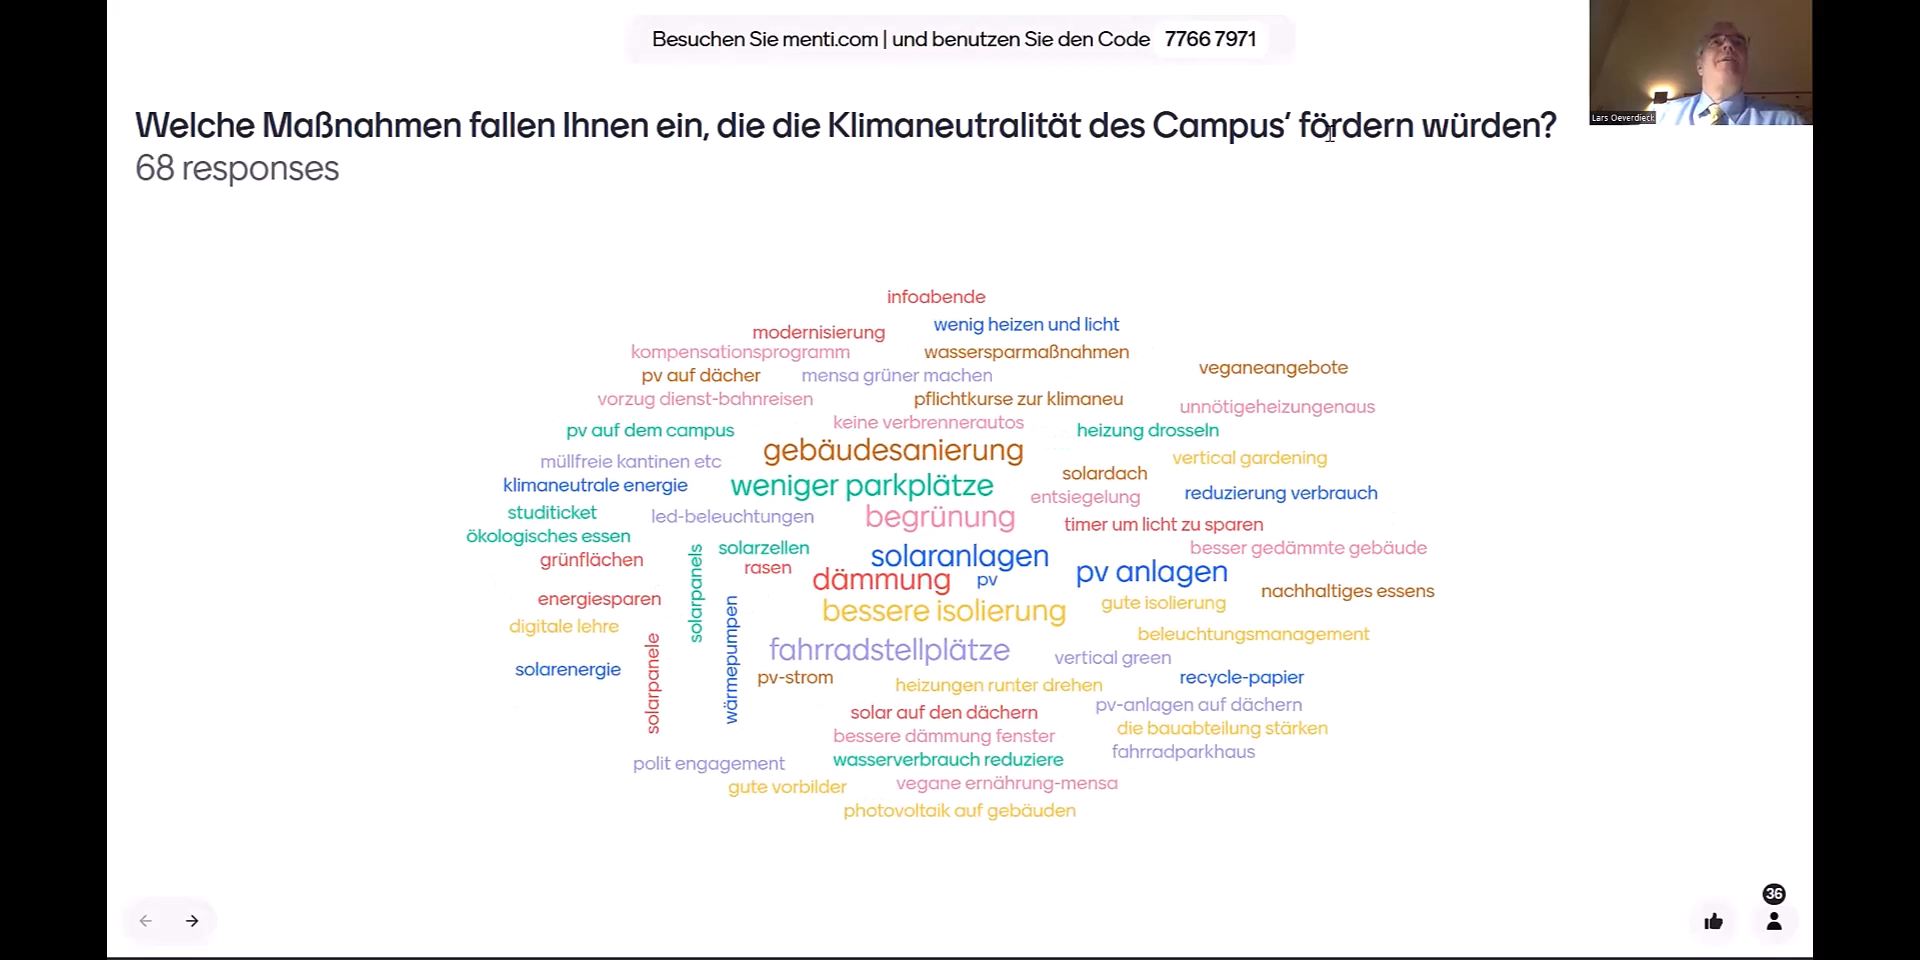 Besuchen Sie menti.com | und benutzen Sie den Code 7766 7971
Welche Maßnahmen fallen Ihnen ein, die die Klimaneutralität des Campus’ fördern würden?
68 responses
Lars Oeverdieck
infoabende
wenig heizen und licht
modernisierung
kompensationsprogramm
wassersparmaßnahmen
veganeangebote
pv auf dächer
mensa grüner machen
vorzug dienst-bahnreisen
pflichtkurse zur klimaneu
unnötigeheizungenaus
keine verbrennerautos
pv auf dem campus
heizung drosseln
gebäudesanierung
müllfreie kantinen etc
vertical gardening
solardach
klimaneutrale energie
weniger parkplätze
entsiegelung
reduzierung verbrauch
studiticket
led-beleuchtungen
begrünung
timer um licht zu sparen
ökologisches essen
solarzellen
besser gedämmte gebäude
grünflächen
rasen
solaranlagen
pv anlagen
dämmung
pv
nachhaltiges essens
solarpanels
energiesparen
bessere isolierung
gute isolierung
digitale lehre
beleuchtungsmanagement
fahrradstellplätze
vertical green
solarenergie
solarpanele
wärmepumpen
pv-strom
heizungen runter drehen
recycle-papier
pv-anlagen auf dächern
solar auf den dächern
die bauabteilung stärken
bessere dämmung fenster
fahrradparkhaus
polit engagement
wasserverbrauch reduziere
gute vorbilder
vegane ernährung-mensa
photovoltaik auf gebäuden
36